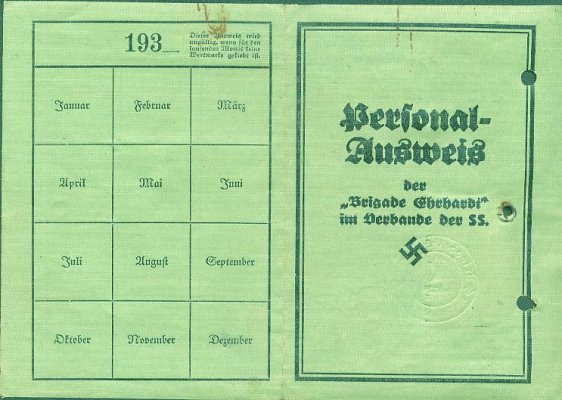 193
Dieser Ausweis wird
ungültig, wenn für den
laufenden Monat keine
Wertmarke geklebt ist.
Januar Februar März
April Mai Juni
Juli August September
Oktober November Dezember
Personal-
Ausweis
der
„Brigade Ehrhardt“
im Verbande der SS.